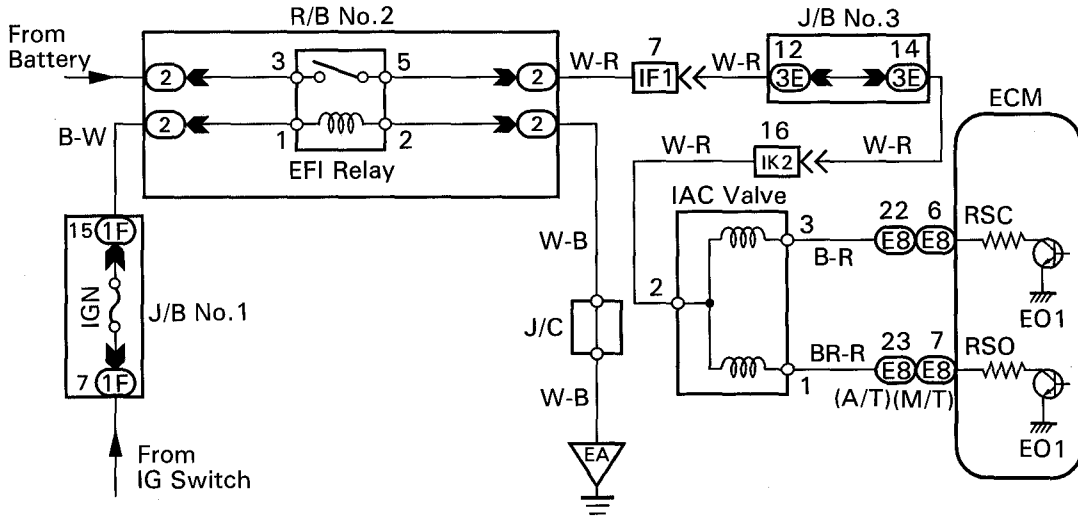 R/B No.2
J/B No.3
From
Battery
2
3
5
2
W-R
7
IF1
W-R
12
3E
14
3E
ECM
B-W
2
1
2
2
EFI Relay
W-R
16
IK2
W-R
IAC Valve
15
1F
IGN
J/B No.1
7
1F
W-B
J/C
W-B
EA
2
3
B-R
22
E8
6
E8
RSC
EO1
1
BR-R
23
E8
7
E8
RSO
(A/T)(M/T)
EO1
From
IG Switch